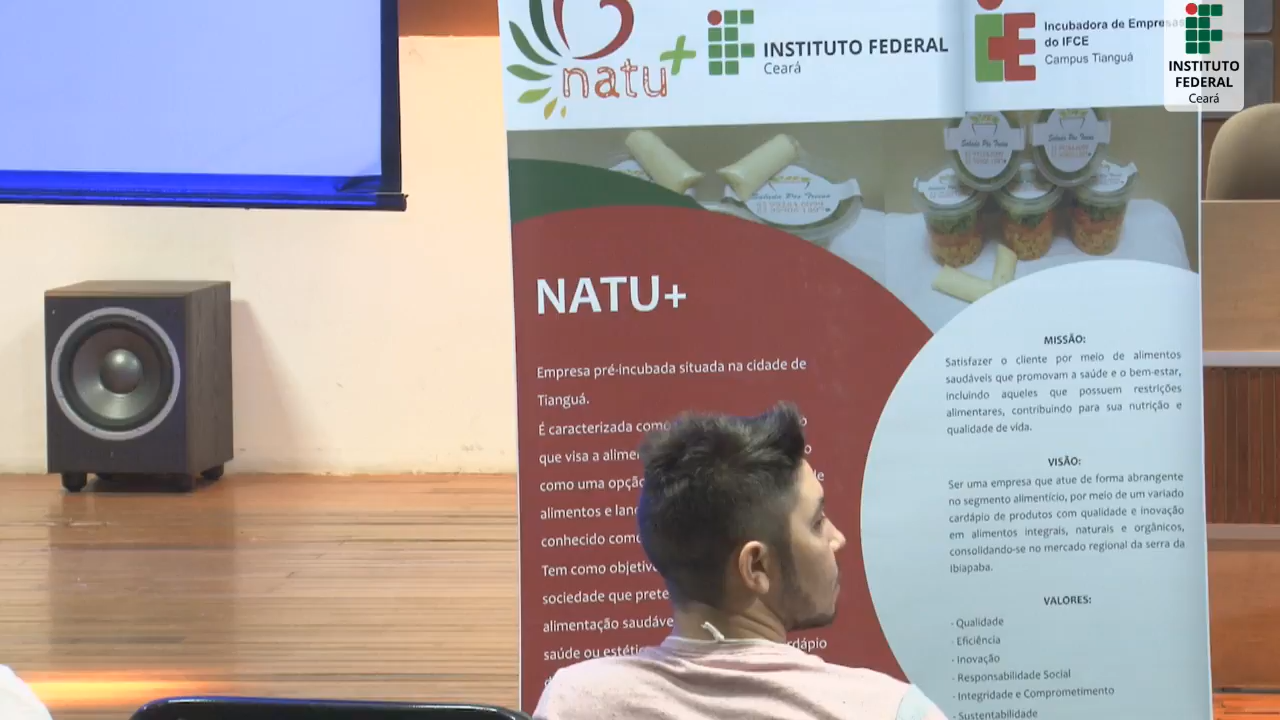 natu
+
INSTITUTO FEDERAL
Ceará
Incubadora de Empresas
do IFCE
Campus Tianguá
INSTITUTO
FEDERAL
Ceará
NATU+
Empresa pré-incubada situada na cidade de
Tianguá.
É caracterizada como
que visa a
como uma
alimentos e
conhecido como
Tem como
sociedade que
alimentação
saúde ou
MISSÃO:
Satisfazer o cliente por meio de alimentos
saudáveis que promovam a saúde e o bem-estar,
incluindo aqueles que possuem restrições
alimentares, contribuindo para sua nutrição e
qualidade de vida.
VISÃO:
Ser uma empresa que atue de forma abrangente
no segmento alimentício, por meio de um variado
cardápio de produtos com qualidade e inovação
em alimentos integrais, naturais e orgânicos,
consolidando-se no mercado regional da serra da
Ibiapaba.
VALORES:
- Qualidade
- Eficiência
- Inovação
- Responsabilidade Social
- Integridade e Comprometimento
- Sustentabilidade